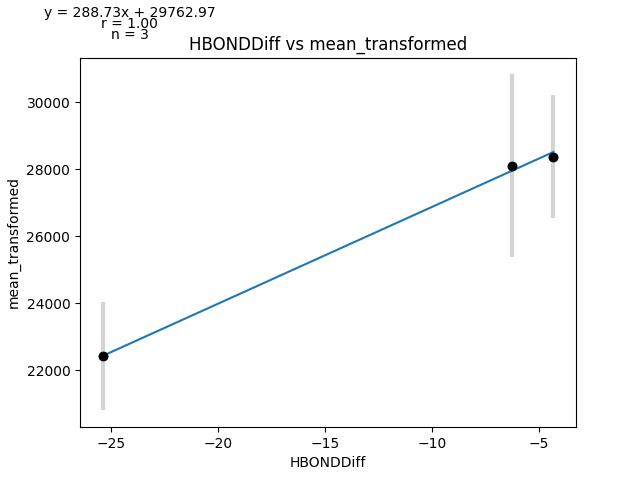 y = 288.73x + 29762.97
r = 1.00
n = 3
HBONDDiff vs mean_transformed
mean_transformed
30000
28000
26000
24000
22000
−25
−20
−15
−10
−5
HBONDDiff